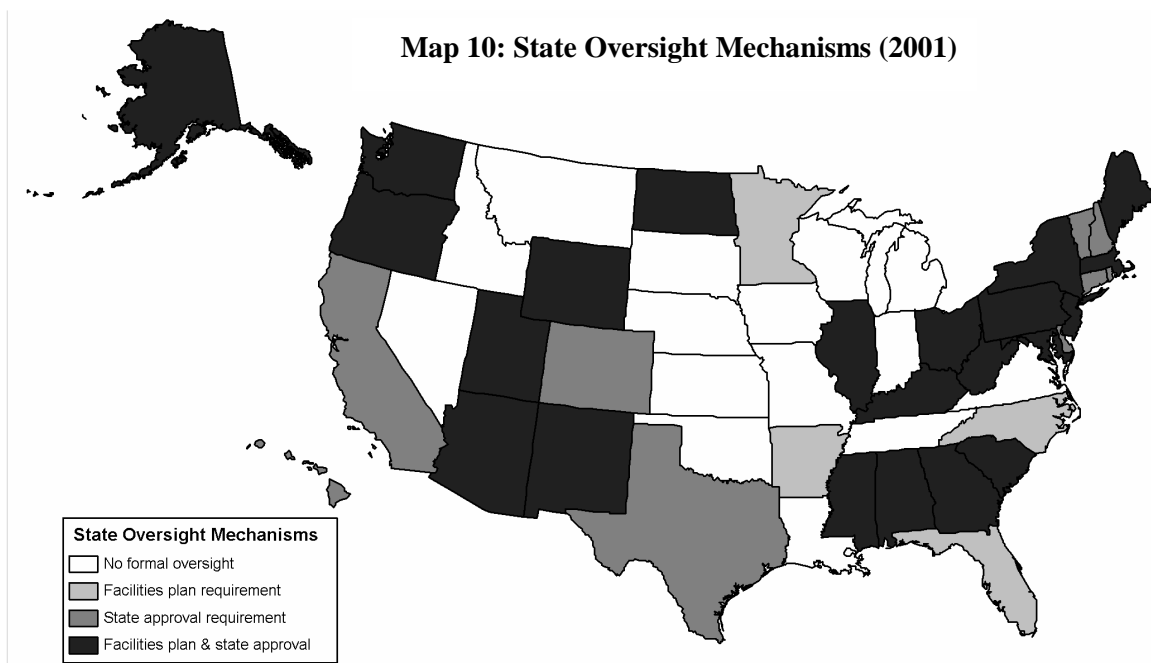 Map 10: State Oversight Mechanisms (2001)
State Oversight Mechanisms
No formal oversight
Facilities plan requirement
State approval requirement
Facilities plan & state approval